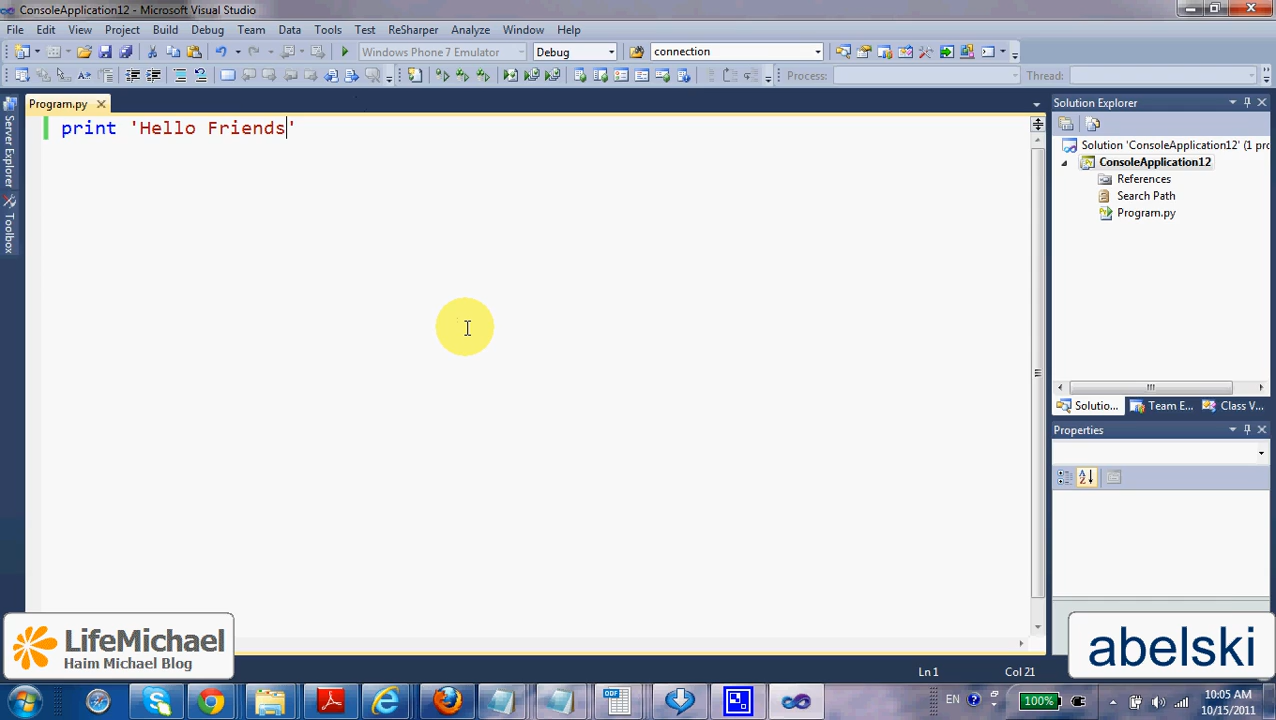 ConsoleApplication12 - Microsoft Visual Studio
File Edit View Project Build Debug Team Data Tools Test ReSharper Analyze Window Help
Windows Phone 7 Emulator Debug connection
Process: Thread:
Program.py
print 'Hello Friends'
Server Explorer
Toolbox
Solution Explorer
Solution 'ConsoleApplication12' (1 pro
ConsoleApplication12
References
Search Path
Program.py
Solutio... Team E... Class V...
Properties
LifeMichael
Haim Michael Blog
abelski
Ln 1 Col 21
EN 100% 10:05 AM
10/15/2011